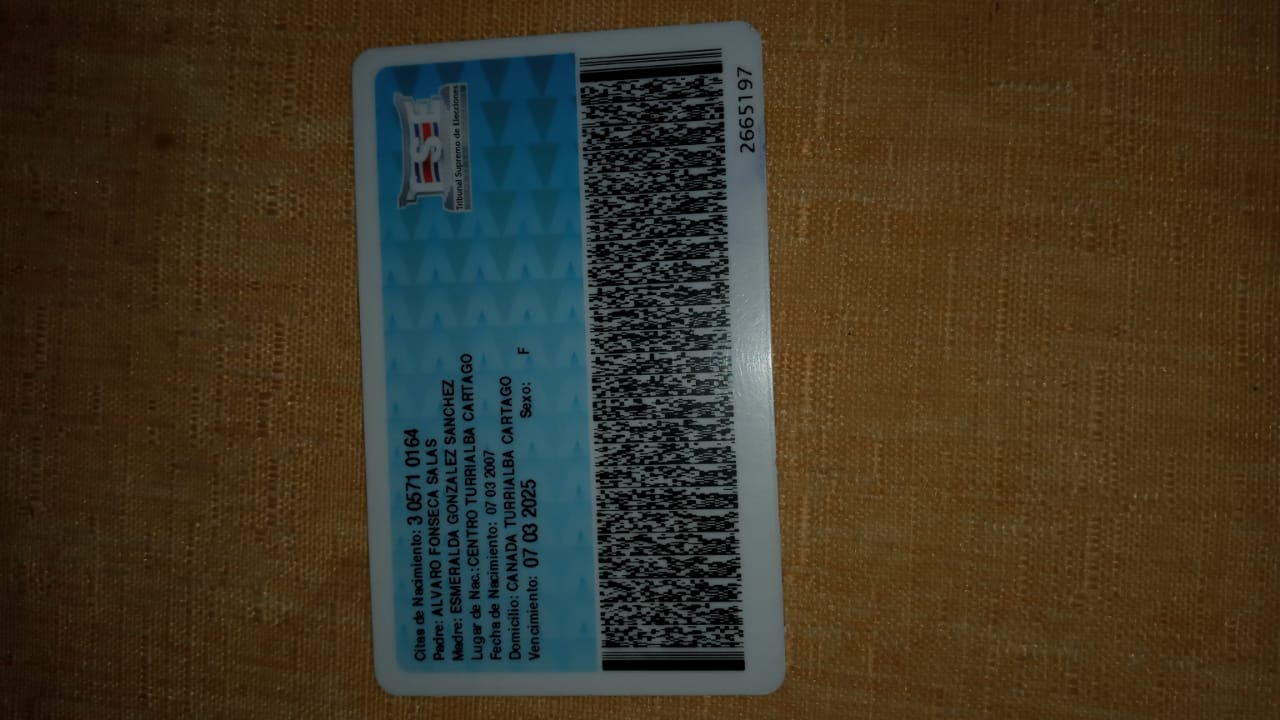 TSE
Tribunal Supremo de Elecciones
Citas de Nacimiento: 3 0571 0164
Padre: ALVARO FONSECA SALAS
Madre: ESMERALDA GONZALEZ SANCHEZ
Lugar de Nac.: CENTRO TURRIALBA CARTAGO
Fecha de Nacimiento: 07 03 2007
Domicilio: CANADA TURRIALBA CARTAGO
Vencimiento: 07 03 2025 Sexo: F
2665197